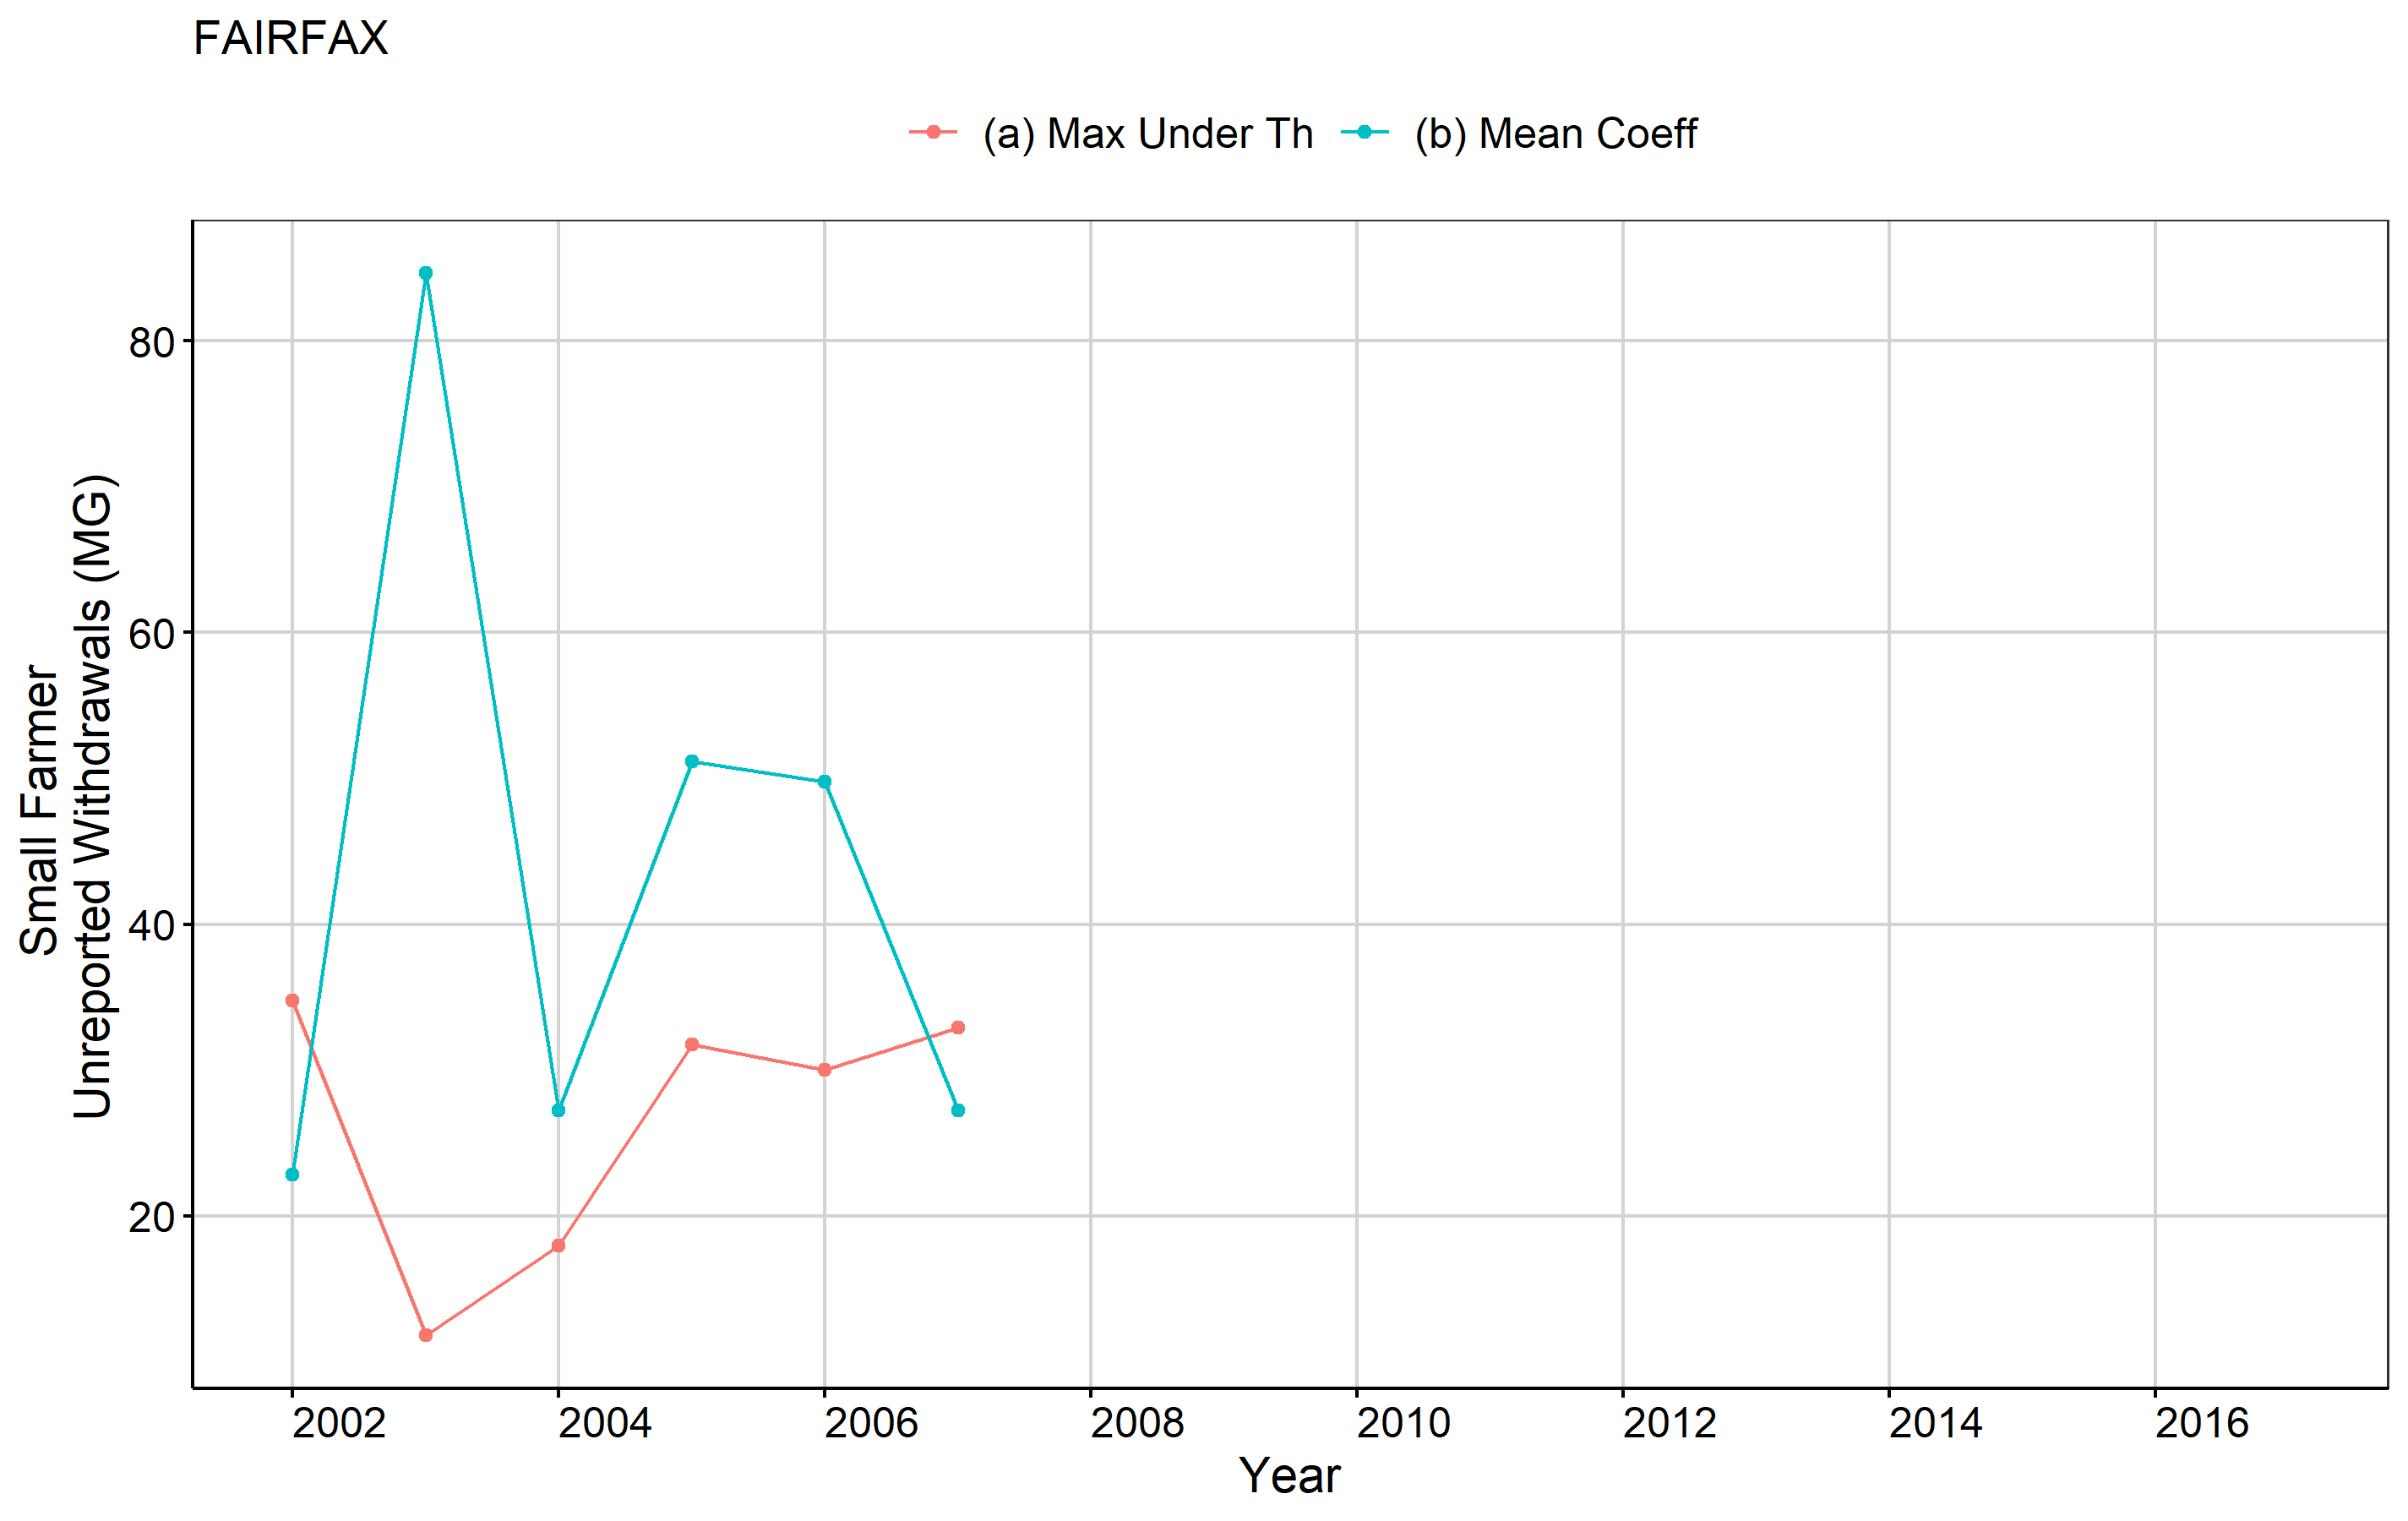 FAIRFAX
(a) Max Under Th
(b) Mean Coeff
Small Farmer
Unreported Withdrawals (MG)
80
60
40
20
2002
2004
2006
2008
2010
2012
2014
2016
Year